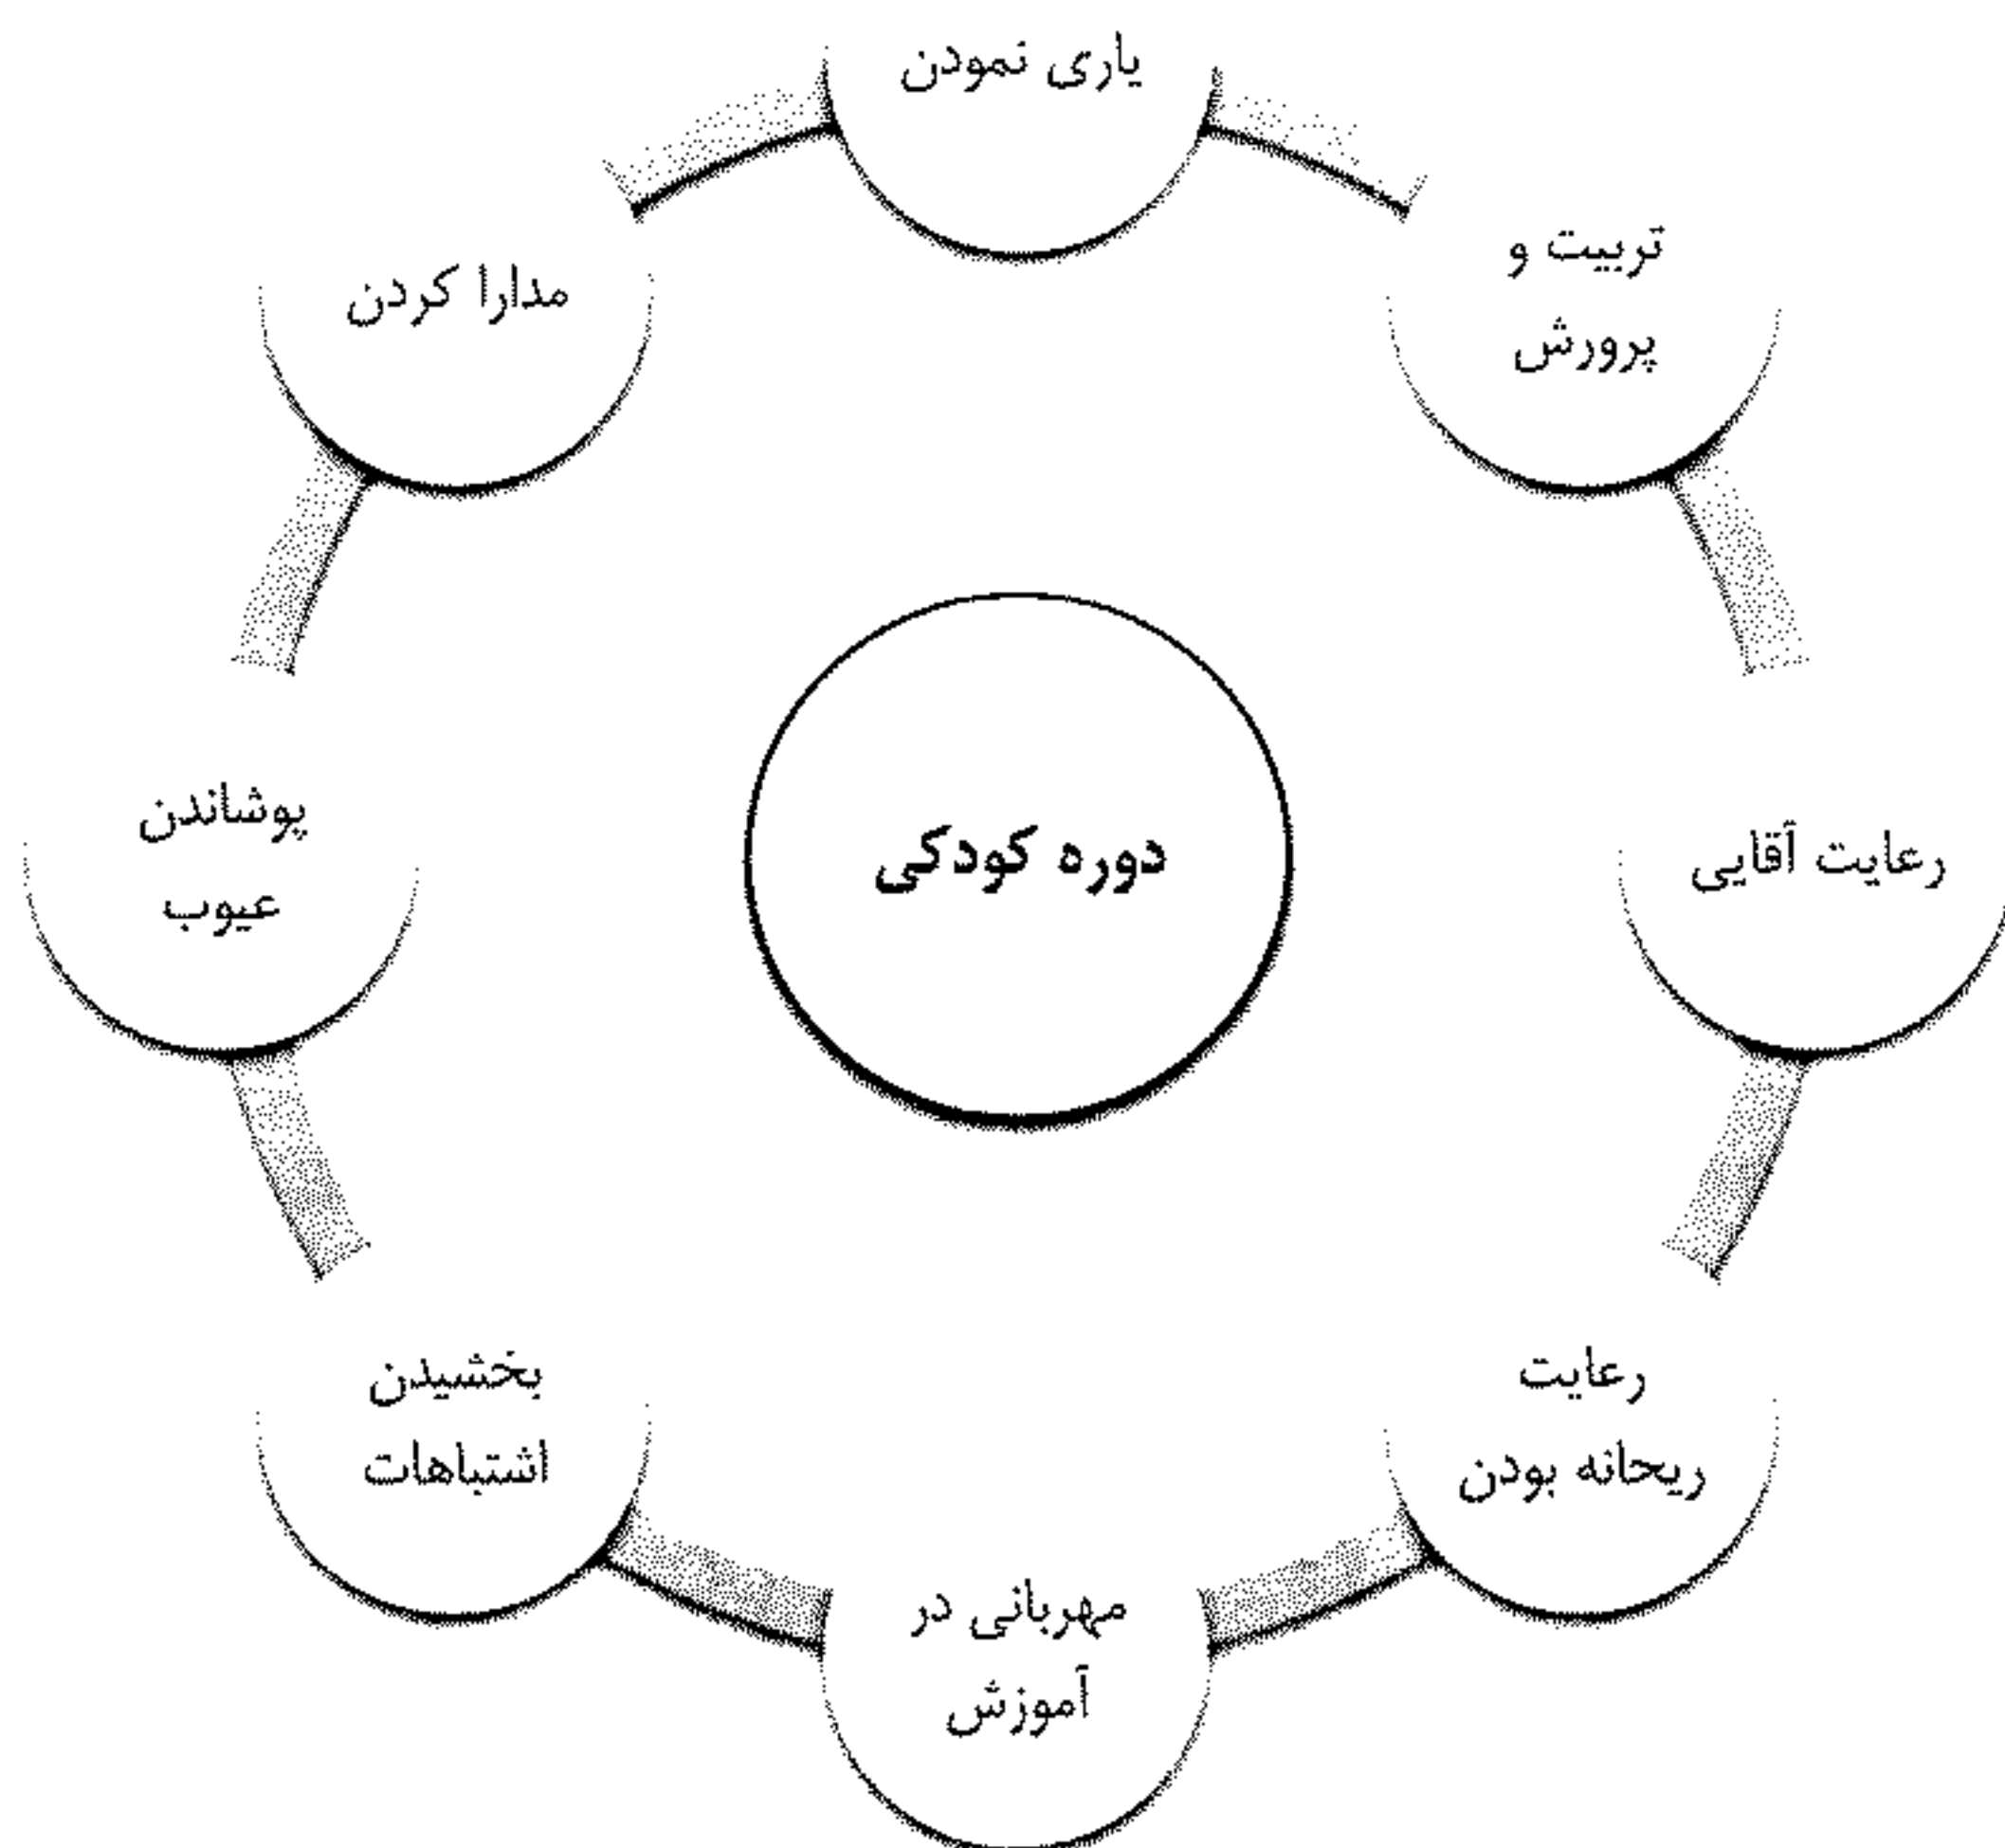 یاری نمودن
تربیت و
پرورش
رعایت آقایی
رعایت
ریحانه بودن
مهربانی در
آموزش
بخشیدن
اشتباهات
پوشاندن
عیوب
مدارا کردن
دوره کودکی